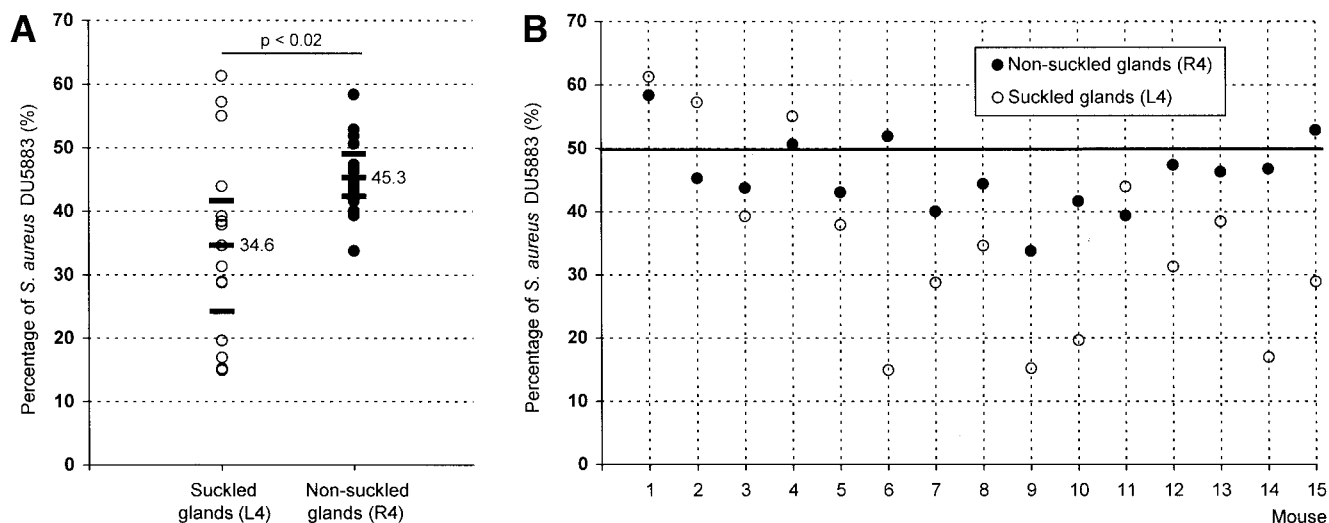 A
Percentage of S. aureus DU5883 (%)
70
60
50
40
30
20
10
0
p < 0.02
34.6
45.3
Suckled
glands (L4)
Non-suckled
glands (R4)
B
Percentage of S. aureus DU5883 (%)
70
60
50
40
30
20
10
0
Non-suckled glands (R4)
Suckled glands (L4)
1 2 3 4 5 6 7 8 9 10 11 12 13 14 15
Mouse